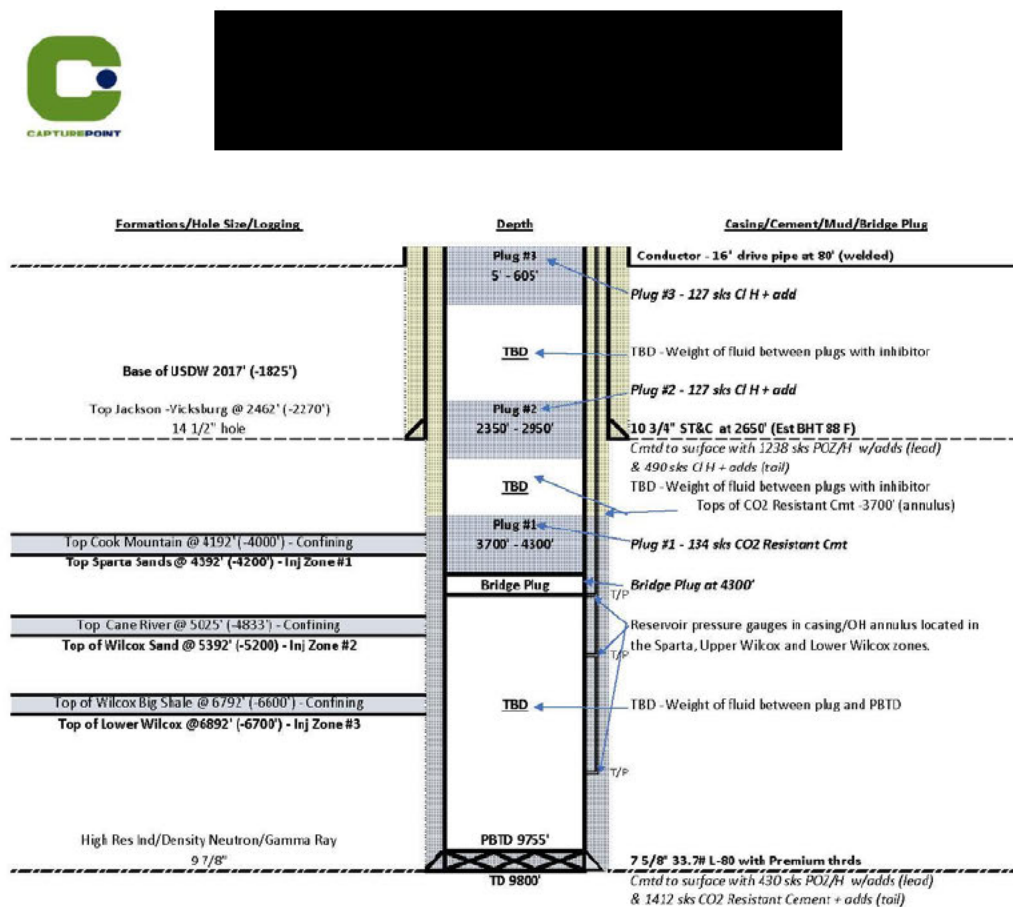 CAPTUREPOINT
Formations/Hole Size/Logging
Depth
Casing/Cement/Mud/Bridge Plug
Plug #3
5' - 605'
Conductor - 16' drive pipe at 80' (welded)
Plug #3 - 127 sks Cl H + add
TBD
TBD - Weight of fluid between plugs with inhibitor
Base of USDW 2017' (-1825')
Plug #2 - 127 sks Cl H + add
Top Jackson -Vicksburg @ 2462' (-2270')
14 1/2" hole
Plug #2
2350' - 2950'
10 3/4" ST&C at 2650' (Est BHT 88 F)
Cmtd to surface with 1238 sks POZ/H w/adds (lead)
& 490 sks Cl H + adds (tail)
TBD
TBD - Weight of fluid between plugs with inhibitor
Tops of CO2 Resistant Cmt -3700' (annulus)
Plug #1
3700' - 4300'
Plug #1 - 134 sks CO2 Resistant Cmt
Top Cook Mountain @ 4192' (-4000') - Confining
Top Sparta Sands @ 4392' (-4200') - Inj Zone #1
Bridge Plug
Bridge Plug at 4300'
T/P
Top Cane River @ 5025' (-4833') - Confining
Top of Wilcox Sand @ 5392' (-5200') - Inj Zone #2
Reservoir pressure gauges in casing/OH annulus located in
the Sparta, Upper Wilcox and Lower Wilcox zones.
T/P
Top of Wilcox Big Shale @ 6792' (-6600') - Confining
Top of Lower Wilcox @6892' (-6700') - Inj Zone #3
TBD
TBD - Weight of fluid between plug and PBTD
T/P
High Res Ind/Density Neutron/Gamma Ray
9 7/8"
PBTD 9755'
TD 9800'
7 5/8" 33.7# L-80 with Premium thrds
Cmtd to surface with 430 sks POZ/H w/adds (lead)
& 1412 sks CO2 Resistant Cement + adds (tail)